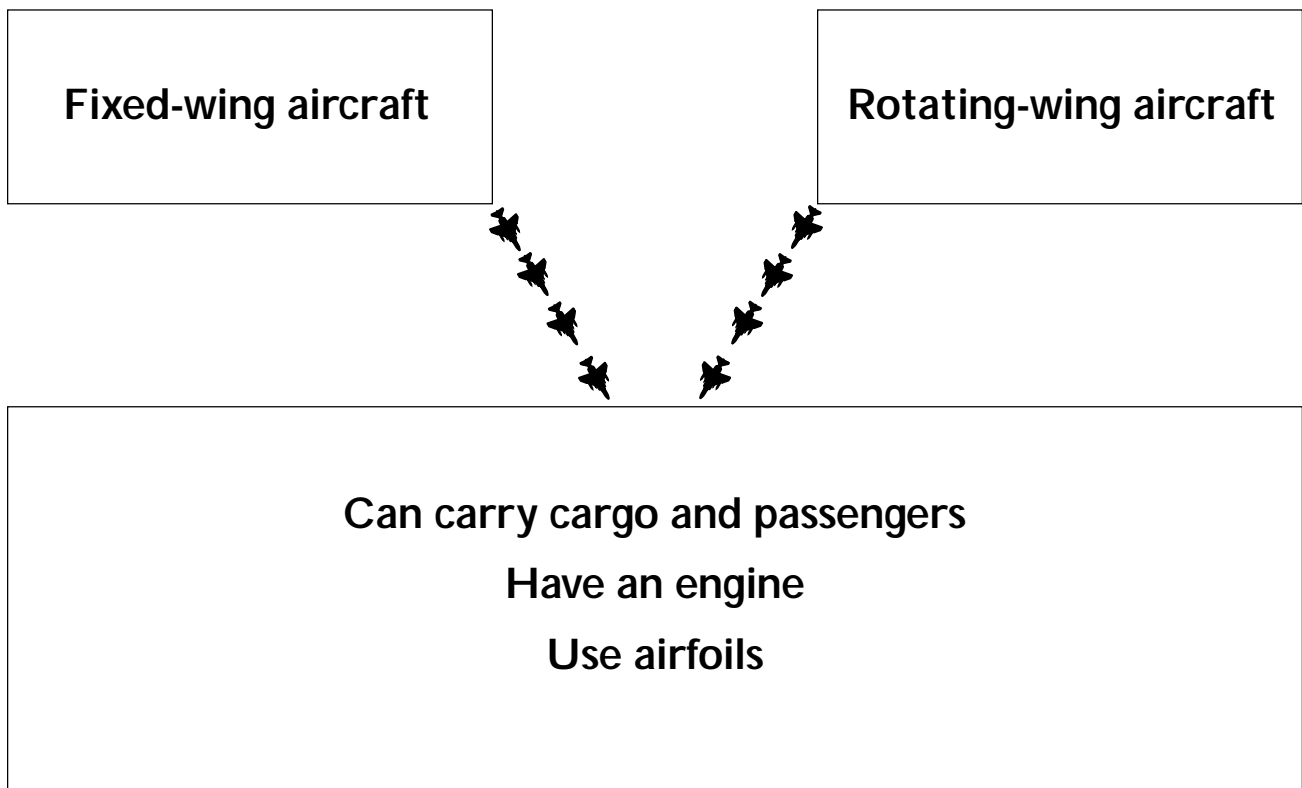 Fixed-wing aircraft
Rotating-wing aircraft
Can carry cargo and passengers
Have an engine
Use airfoils